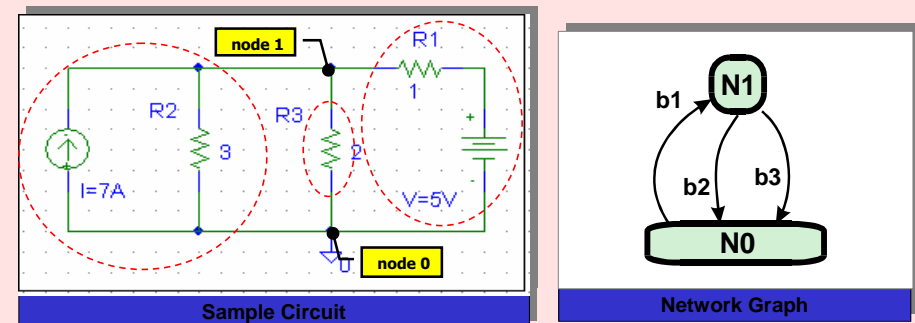 node 1
R1
1
R2
R3
3
2
+
-
I=7A
V=5V
0
node 0
Sample Circuit
N1
b1
b2
b3
N0
Network Graph